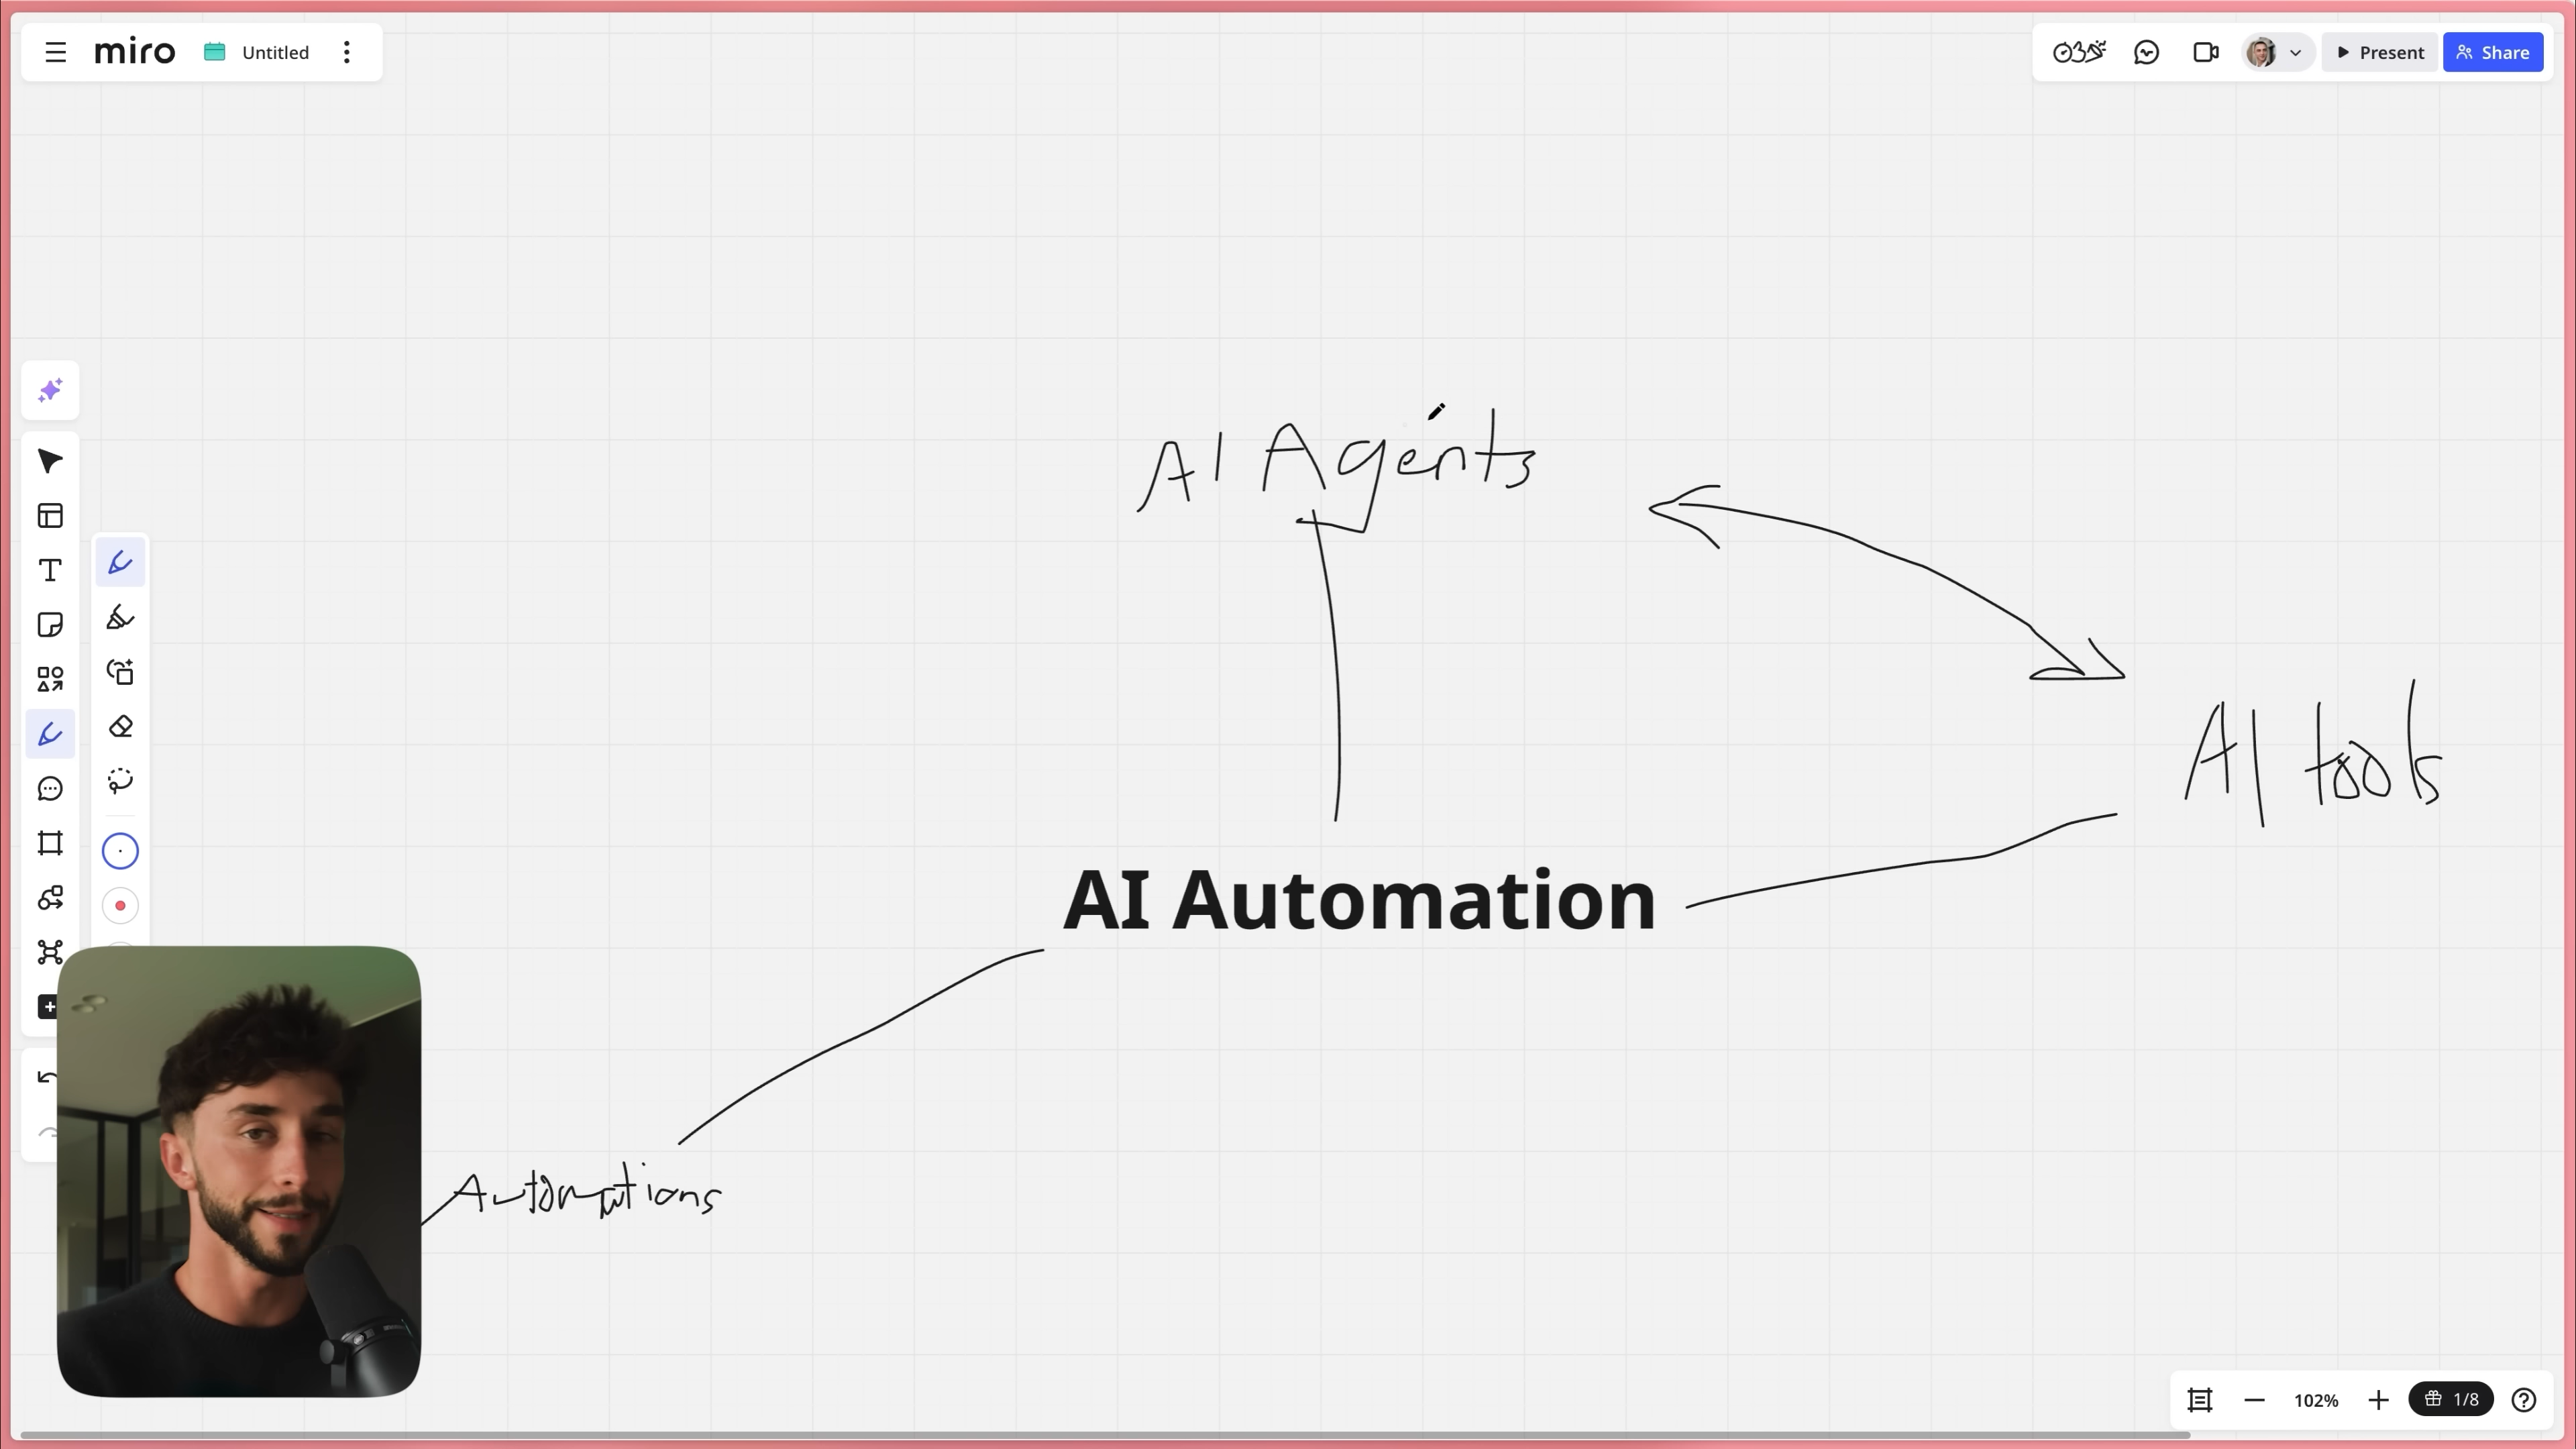 miro Untitled
Present Share
AI Agents
AI tools
AI Automation
Automations
102% 1/8